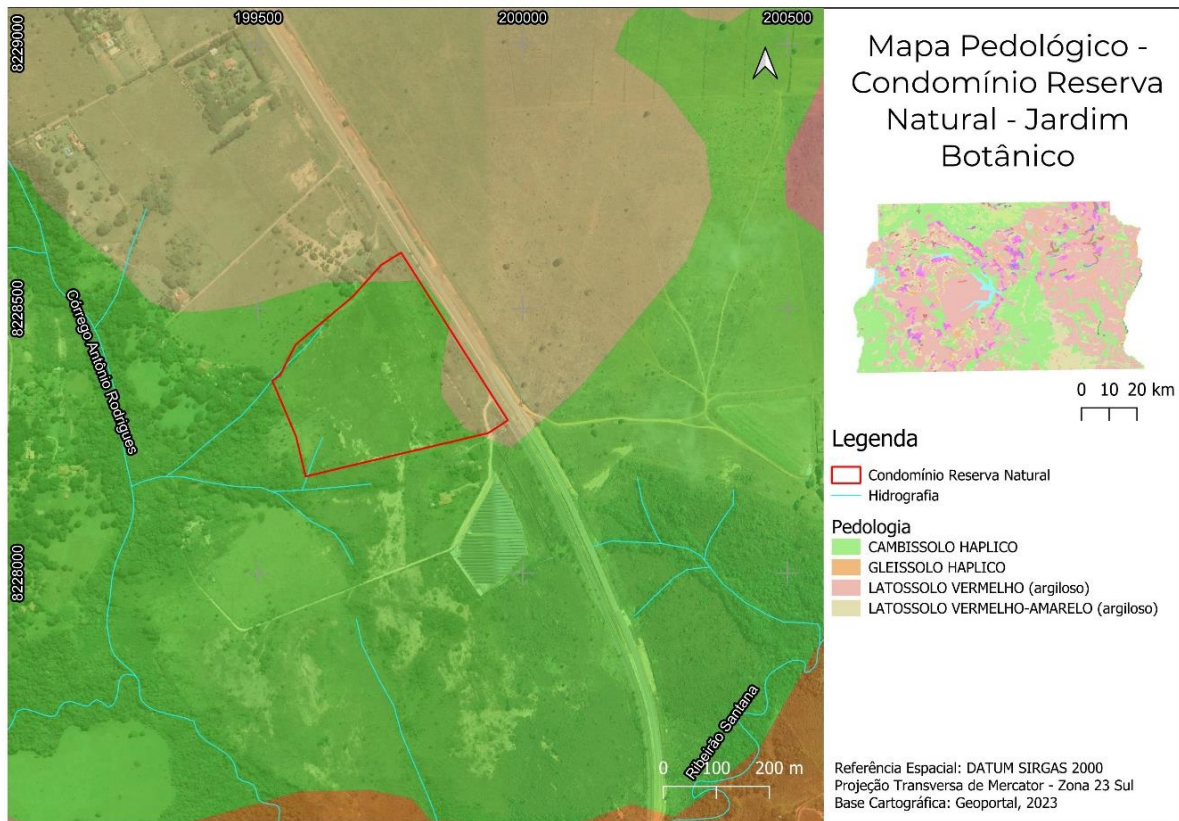 199500
200000
200500
8229000
8228500
8228000
Córrego Antônio Rodrigues
Ribeirão Santana
0 100 200 m
Mapa Pedológico -
Condomínio Reserva
Natural - Jardim
Botânico
0 10 20 km
Legenda
Condomínio Reserva Natural
Hidrografia
Pedologia
CAMBISSOLO HAPLICO
GLEISSOLO HAPLICO
LATOSSOLO VERMELHO (argiloso)
LATOSSOLO VERMELHO-AMARELO (argiloso)
Referência Espacial: DATUM SIRGAS 2000
Projeção Transversa de Mercator - Zona 23 Sul
Base Cartográfica: Geoportal, 2023